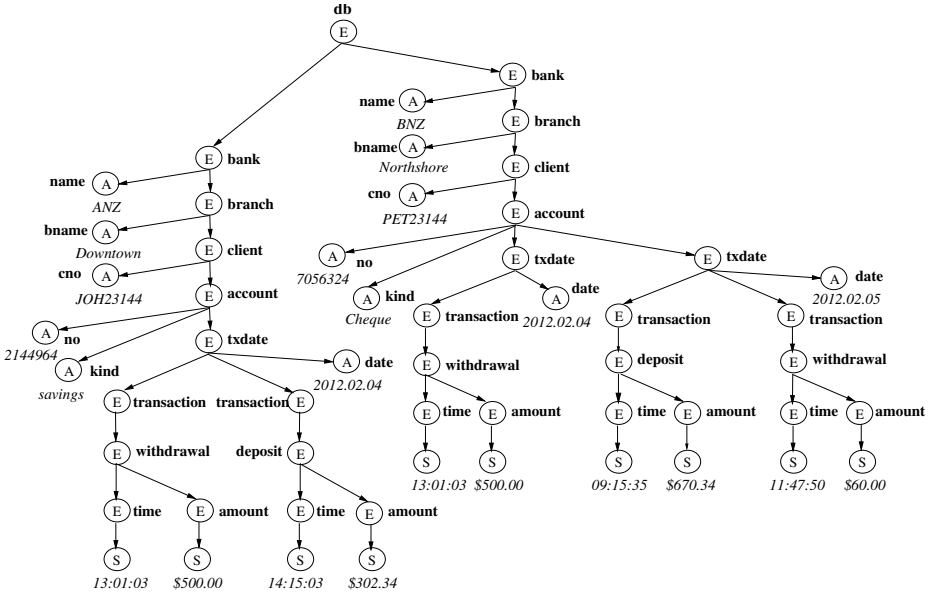 db
E
E bank
name A
BNZ
E branch
bname A
Northshore
E client
cno A
PET23144
E account
E bank
name A
ANZ
E branch
bname A
Downtown
E client
cno A
JOH23144
E account
A no
2144964
A kind
savings
E txdate
A date
2012.02.04
E transaction
transaction E
E withdrawal
deposit E
E time
E amount
E time
E amount
S
S
S
S
13:01:03
$500.00
14:15:03
$302.34
A no
7056324
A kind
Cheque
E txdate
A date
2012.02.04
E transaction
E withdrawal
E time
E amount
S
S
13:01:03
$500.00
E txdate
A date
2012.02.05
E transaction
E transaction
E deposit
E withdrawal
E time
E amount
E time
E amount
S
S
S
S
09:15:35
$670.34
11:47:50
$60.00